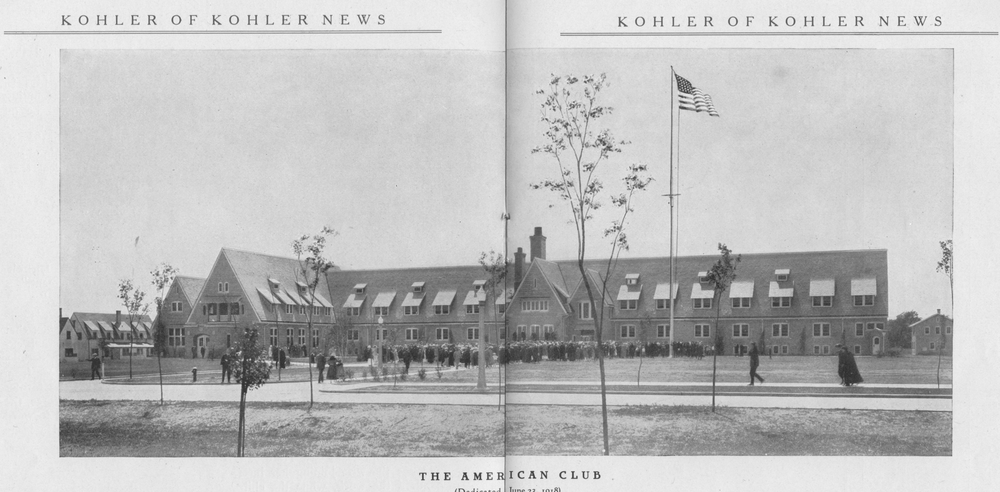 KOHLER OF KOHLER NEWS
KOHLER OF KOHLER NEWS
THE AMERICAN CLUB
(Dedicated June 23, 1918)